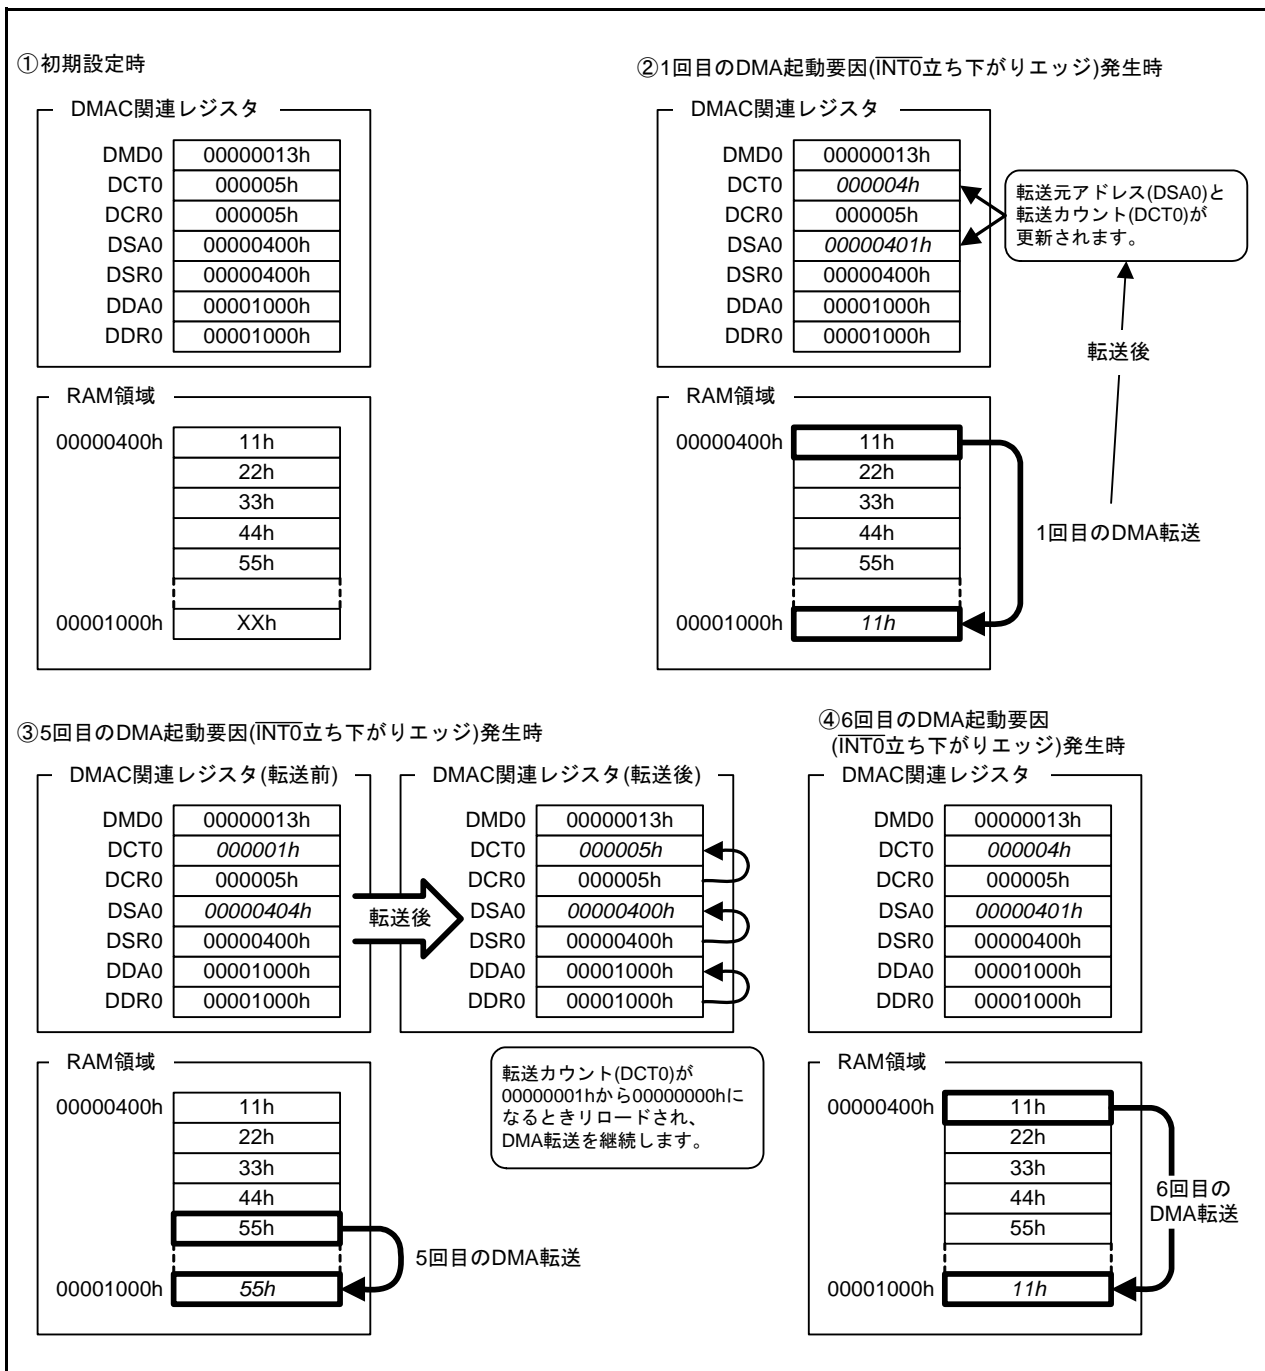 ①初期設定時
DMAC関連レジスタ
DMD0 00000013h
DCT0 000005h
DCR0 000005h
DSA0 00000400h
DSR0 00000400h
DDA0 00001000h
DDR0 00001000h
RAM領域
00000400h 11h
22h
33h
44h
55h
00001000h XXh
②1回目のDMA起動要因(INT0立ち下がりエッジ)発生時
DMAC関連レジスタ
DMD0 00000013h
DCT0 000004h
DCR0 000005h
DSA0 00000401h
DSR0 00000400h
DDA0 00001000h
DDR0 00001000h
転送元アドレス(DSA0)と
転送カウント(DCT0)が
更新されます。
転送後
RAM領域
00000400h 11h
22h
33h
44h
55h
00001000h 11h
1回目のDMA転送
③5回目のDMA起動要因(INT0立ち下がりエッジ)発生時
DMAC関連レジスタ(転送前)
DMD0 00000013h
DCT0 000001h
DCR0 000005h
DSA0 00000404h
DSR0 00000400h
DDA0 00001000h
DDR0 00001000h
転送後
DMAC関連レジスタ(転送後)
DMD0 00000013h
DCT0 000005h
DCR0 000005h
DSA0 00000400h
DSR0 00000400h
DDA0 00001000h
DDR0 00001000h
RAM領域
00000400h 11h
22h
33h
44h
55h
00001000h 55h
5回目のDMA転送
転送カウント(DCT0)が
00000001hから00000000hに
なるときリロードされ、
DMA転送を継続します。
④6回目のDMA起動要因
(INT0立ち下がりエッジ)発生時
DMAC関連レジスタ
DMD0 00000013h
DCT0 000004h
DCR0 000005h
DSA0 00000401h
DSR0 00000400h
DDA0 00001000h
DDR0 00001000h
RAM領域
00000400h 11h
22h
33h
44h
55h
00001000h 11h
6回目の
DMA転送